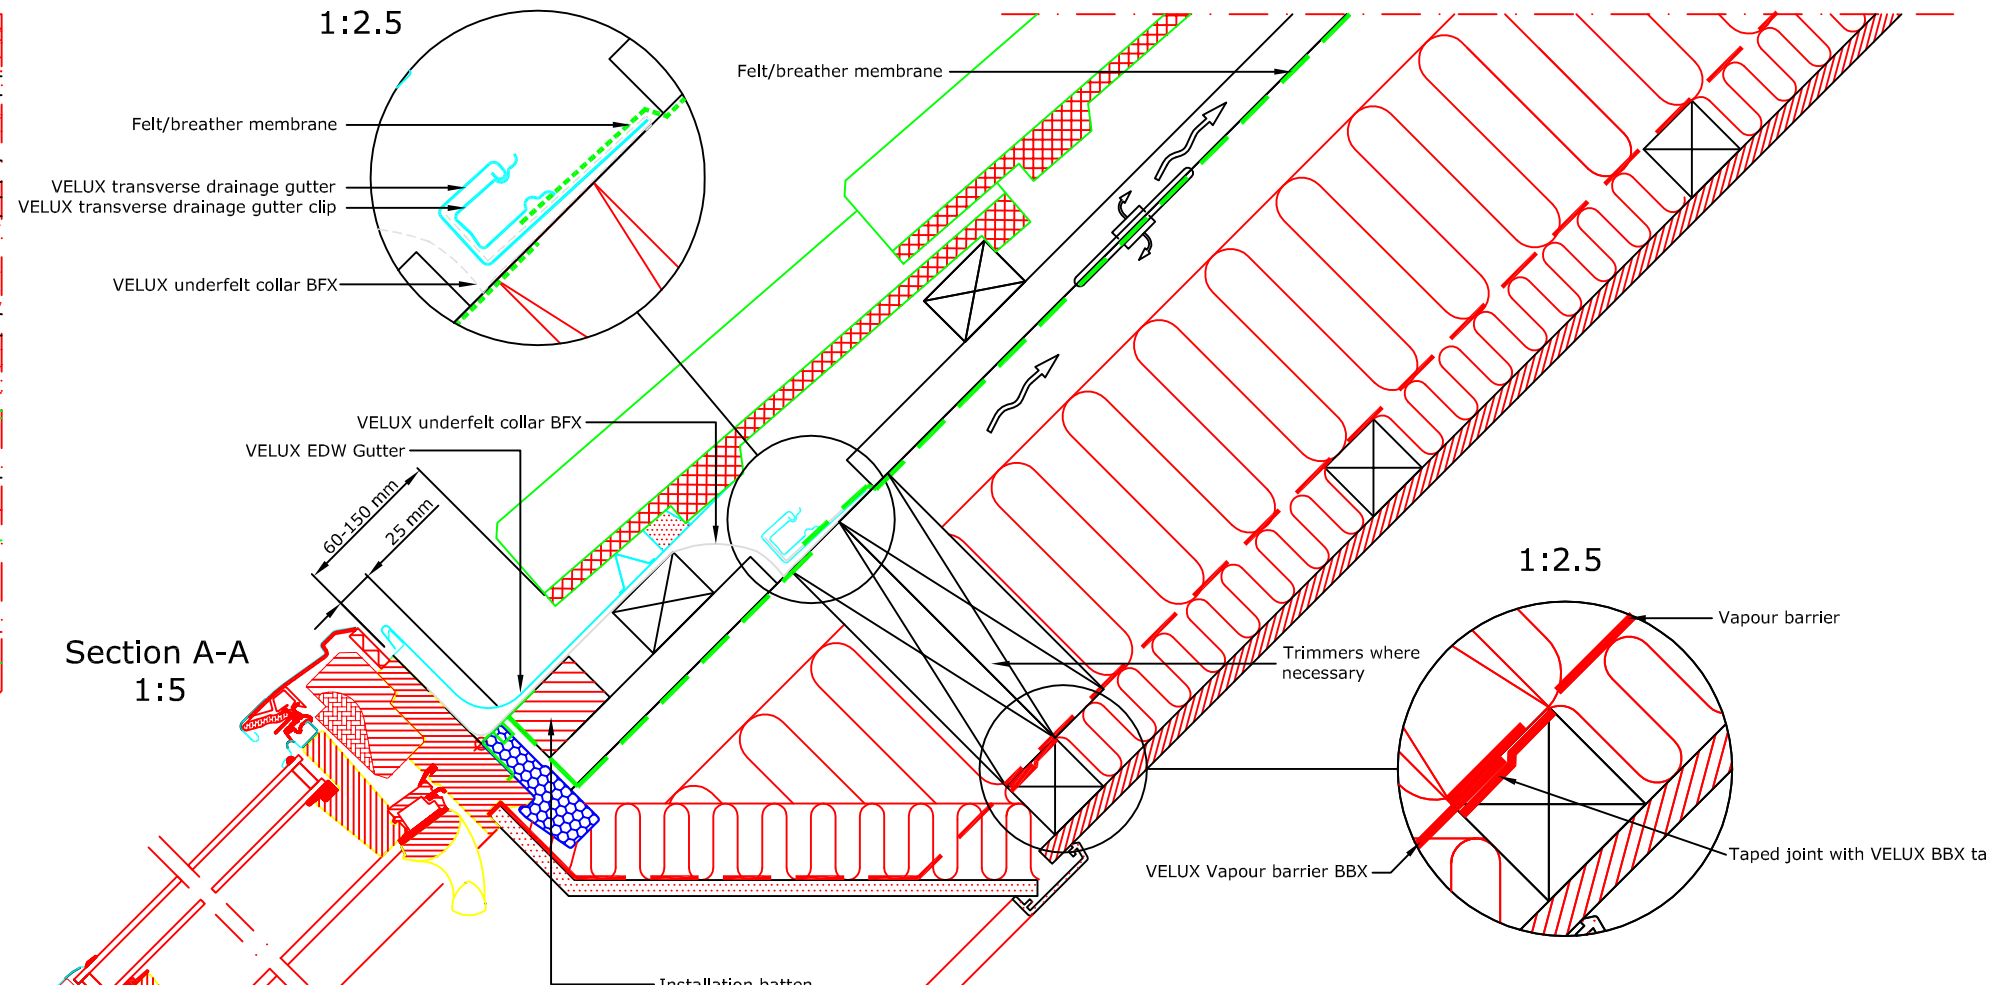 1:2.5
Felt/breather membrane
Felt/breather membrane
VELUX transverse drainage gutter
VELUX transverse drainage gutter clip
VELUX underfelt collar BFX
VELUX underfelt collar BFX
VELUX EDW Gutter
60-150 mm
25 mm
Section A-A
1:5
1:2.5
Vapour barrier
Trimmers where
necessary
Taped joint with VELUX BBX ta
VELUX Vapour barrier BBX
Installation batten